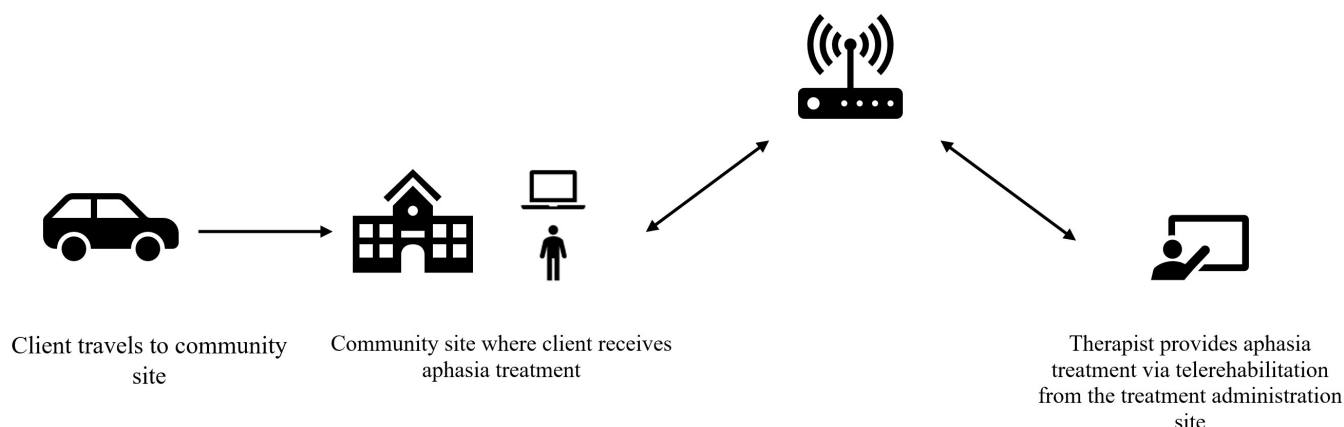 Client travels to community
site
Community site where client receives
aphasia treatment
Therapist provides aphasia
treatment via telerehabilitation
from the treatment administration
site